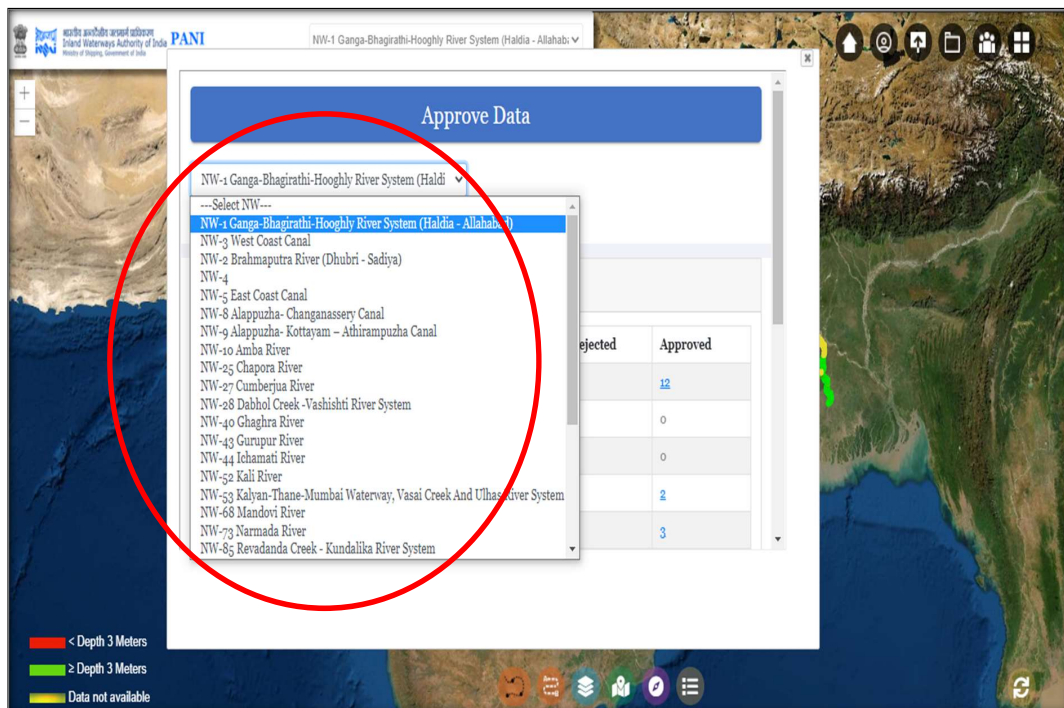 भारतीय अन्तर्देशीय जलमार्ग प्राधिकरण
Inland Waterways Authority of India
Ministry of Shipping, Government of India
PANI
NW-1 Ganga-Bhagirathi-Hooghly River System (Haldia - Allahaba
Approve Data
NW-1 Ganga-Bhagirathi-Hooghly River System (Haldi
---Select NW---
NW-1 Ganga-Bhagirathi-Hooghly River System (Haldia - Allahabad)
NW-3 West Coast Canal
NW-2 Brahmaputra River (Dhubri - Sadiya)
NW-4
NW-5 East Coast Canal
NW-8 Alappuzha- Changanassery Canal
NW-9 Alappuzha- Kottayam – Athirampuzha Canal
NW-10 Amba River
NW-25 Chapora River
NW-27 Cumberjua River
NW-28 Dabhol Creek -Vashishti River System
NW-40 Ghaghra River
NW-43 Gurupur River
NW-44 Ichamati River
NW-52 Kali River
NW-53 Kalyan-Thane-Mumbai Waterway, Vasai Creek And Ulhas River System
NW-68 Mandovi River
NW-73 Narmada River
NW-85 Revadanda Creek - Kundalika River System
ejected Approved
12
0
0
2
3
< Depth 3 Meters
≥ Depth 3 Meters
Data not available